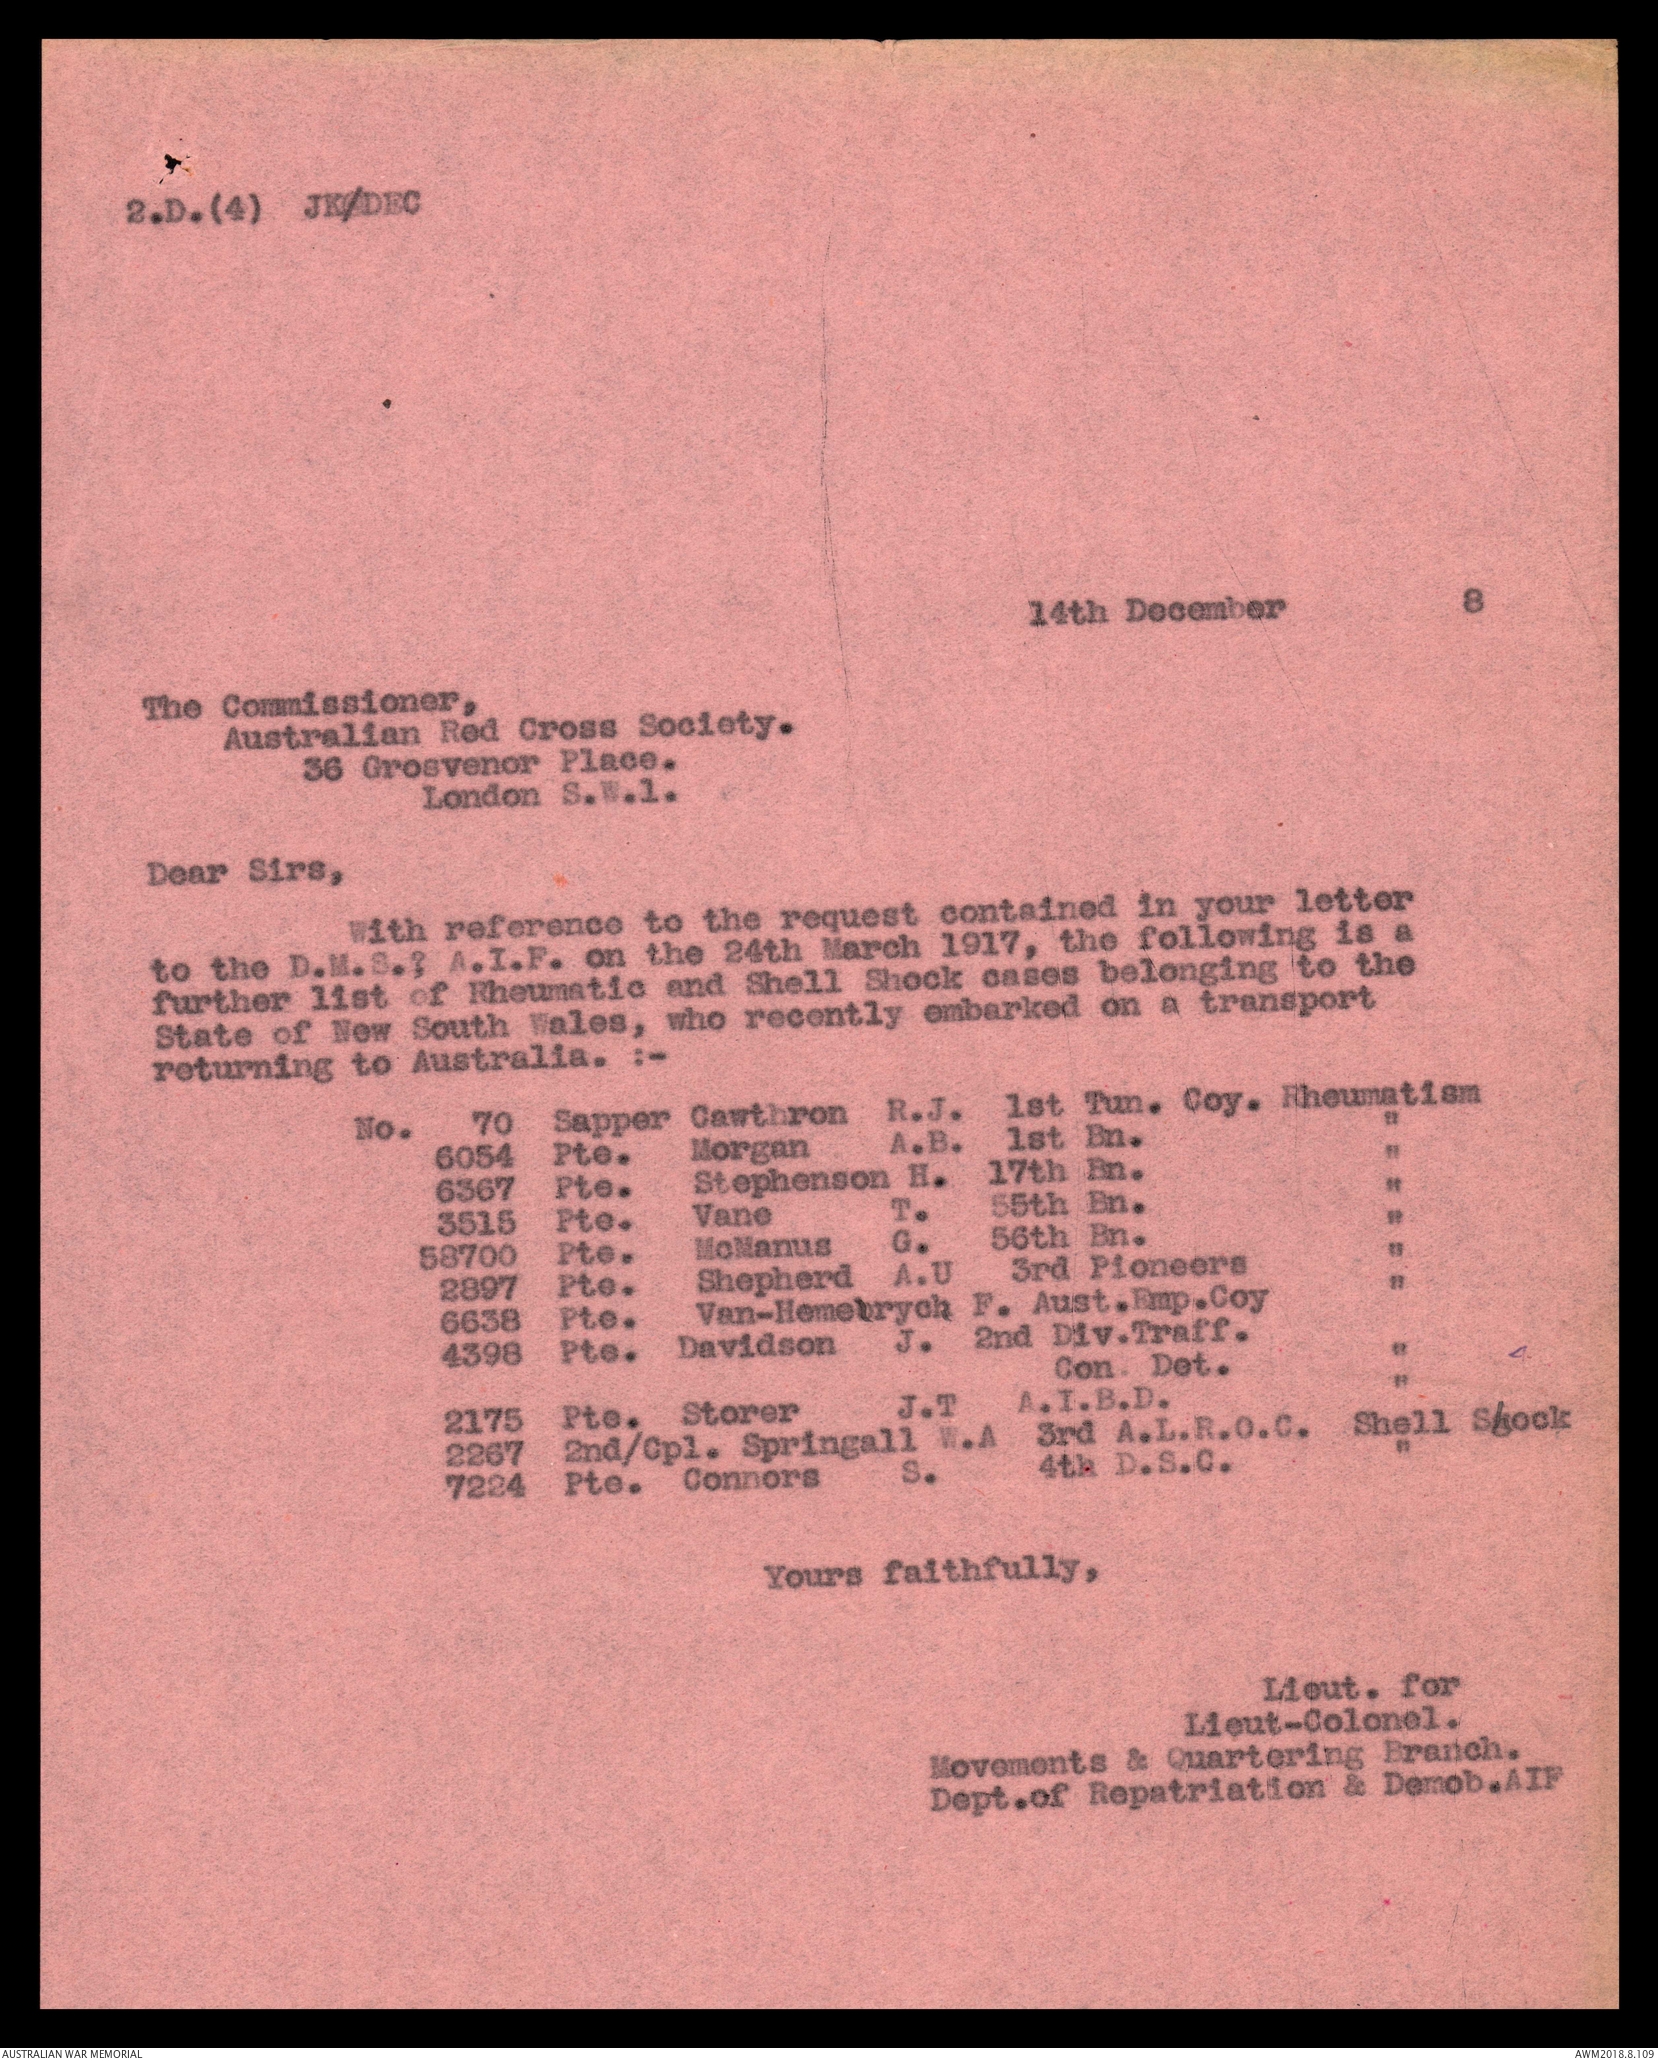 2.D.(4) JK/DEC
14th December 8
The Commissioner,
Australian Red Cross Society.
36 Grosvenor Place.
London S.W.1.
Dear Sirs,
With reference to the request contained in your letter
to the D.M.S.? A.I.F. on the 24th March 1917, the following is a
further list of Rheumatic and Shell Shock cases belonging to the
State of New South Wales, who recently embarked on a transport
returning to Australia. :-
No. 70 Sapper Cawthron R.J. 1st Tun. Coy. Rheumatism
6054 Pte. Morgan A.B. 1st Bn. "
6367 Pte. Stephenson H. 17th Bn. "
3515 Pte. Vane T. 55th Bn. "
58700 Pte. McManus G. 56th Bn. "
2897 Pte. Shepherd A.U 3rd Pioneers "
6638 Pte. Van-Hemebrych F. Aust.Emp.Coy "
4398 Pte. Davidson J. 2nd Div.Traff.
Con. Det. "
2175 Pte. Storer J.T A.I.B.D. "
2267 2nd/Cpl. Springall W.A 3rd A.L.R.O.C. Shell Shock
7224 Pte. Connors S. 4th D.S.C. "
Yours faithfully,
Lieut. for
Lieut-Colonel.
Movements & Quartering Branch.
Dept.of Repatriation & Demob.AIF
AUSTRALIAN WAR MEMORIAL
AWM2018.8.109